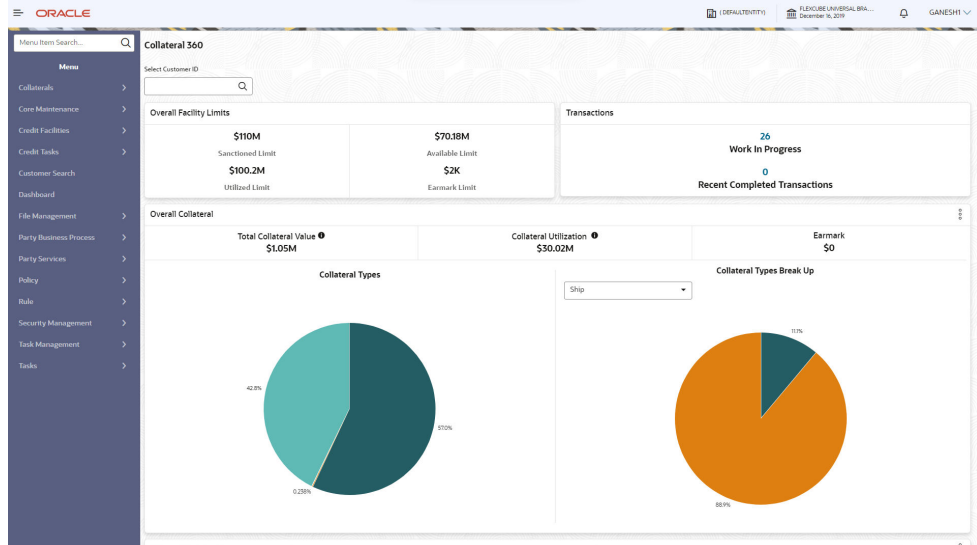 ORACLE
( DEFAULTENTITY)
FLEXCUBE UNIVERSAL BRA...
December 16, 2019
GANESH1
Menu Item Search...
Menu
Collaterals
Core Maintenance
Credit Facilities
Credit Tasks
Customer Search
Dashboard
File Management
Party Business Process
Party Services
Policy
Rule
Security Management
Task Management
Tasks
Collateral 360
Select Customer ID
Overall Facility Limits
$110M
Sanctioned Limit
$70.18M
Available Limit
$100.2M
Utilized Limit
$2K
Earmark Limit
Transactions
26
Work In Progress
0
Recent Completed Transactions
Overall Collateral
Total Collateral Value
$1.05M
Collateral Utilization
$30.02M
Earmark
$0
Collateral Types
42.8%
57.0%
0.238%
Collateral Types Break Up
Ship
11.1%
88.9%